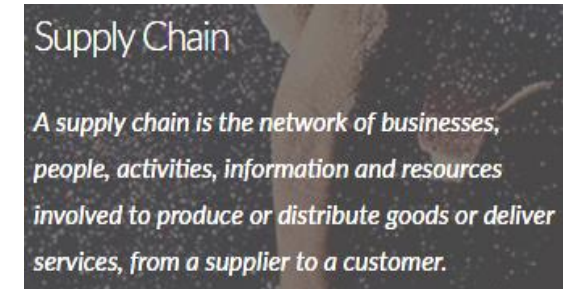 Supply Chain
A supply chain is the network of businesses,
people, activities, information and resources
involved to produce or distribute goods or deliver
services, from a supplier to a customer.